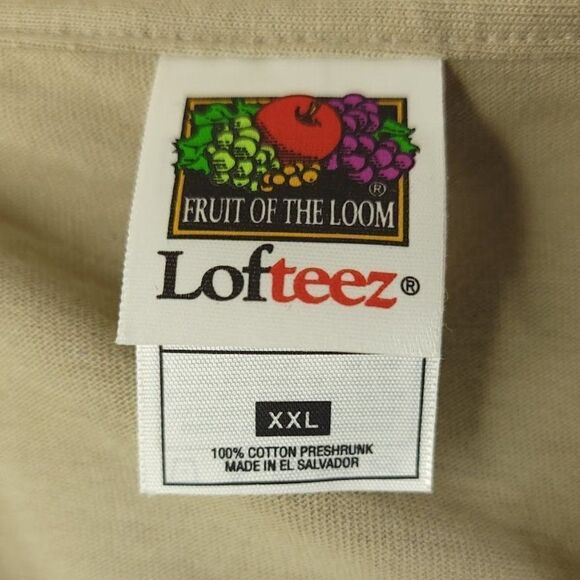 ®
FRUIT OF THE LOOM
Lofteez®
XXL
100% COTTON PRESHRUNK
MADE IN EL SALVADOR